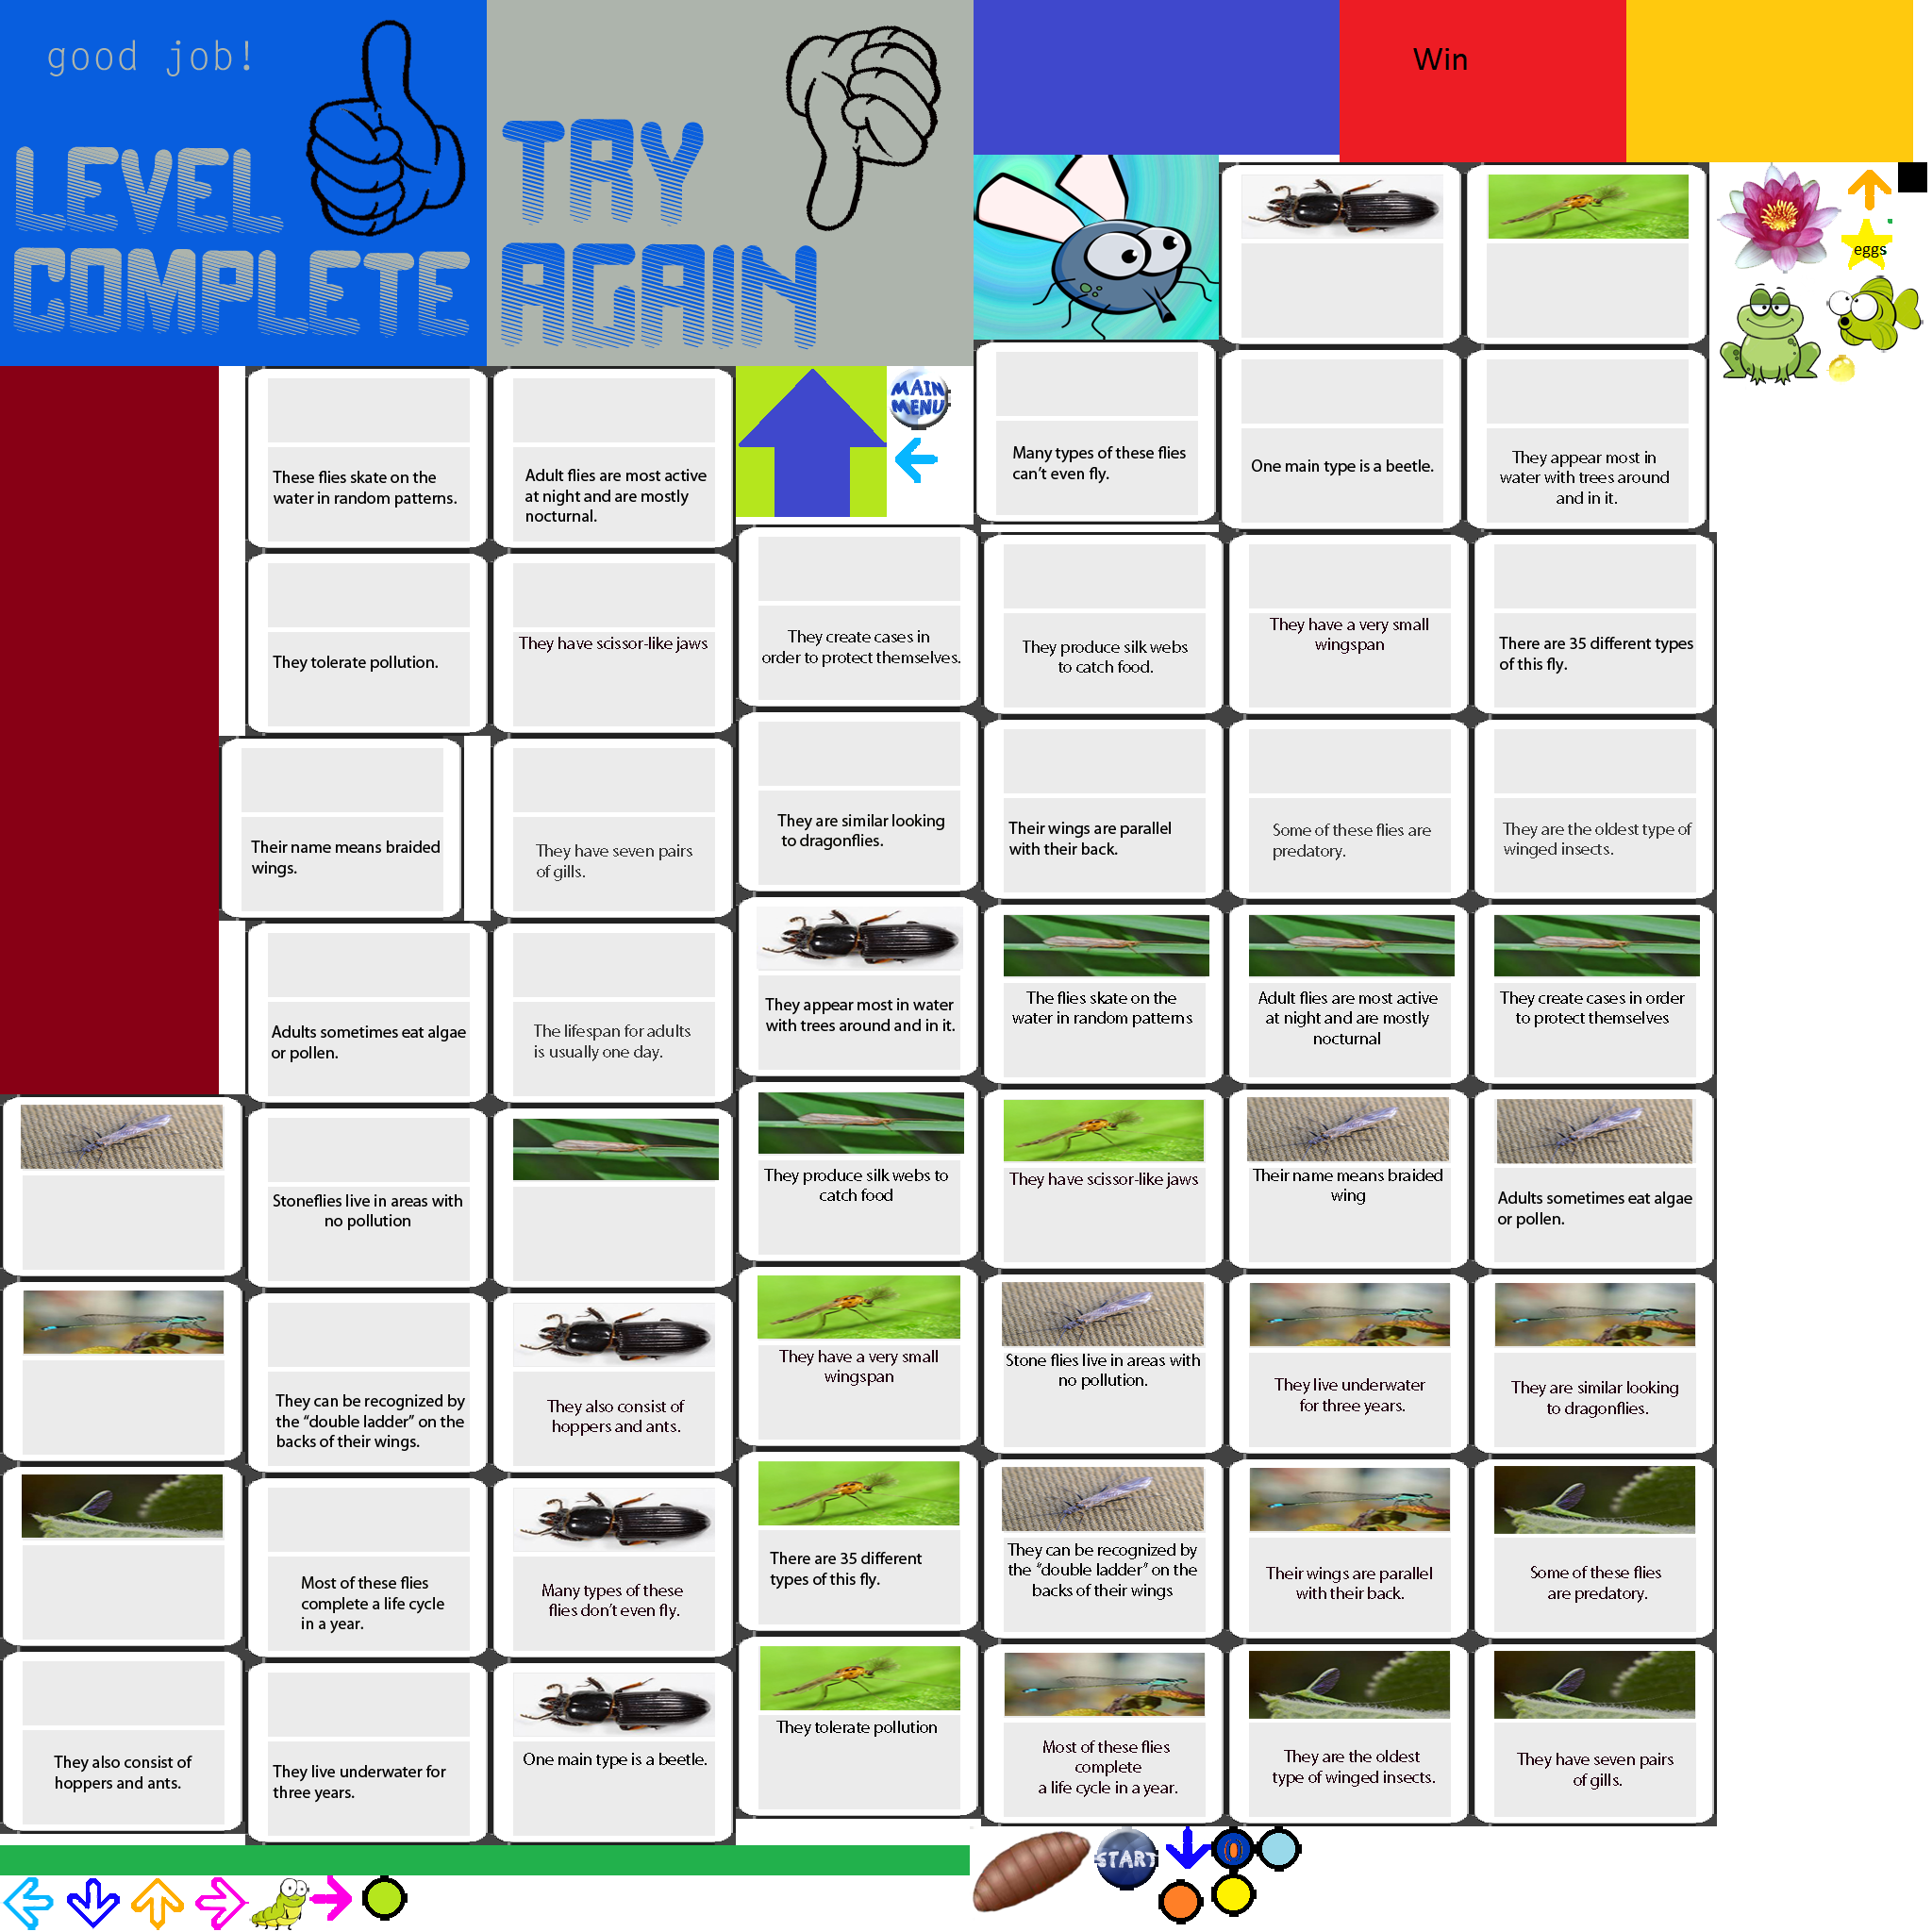 good job!
LEVEL
COMPLETE
TRY
AGAIN
Win
eggs
MAIN
MENU
These flies skate on the
water in random patterns.
Adult flies are most active
at night and are mostly
nocturnal.
Many types of these flies
can't even fly.
One main type is a beetle.
They appear most in
water with trees around
and in it.
They tolerate pollution.
They have scissor-like jaws
They create cases in
order to protect themselves.
They produce silk webs
to catch food.
They have a very small
wingspan
There are 35 different types
of this fly.
Their name means braided
wings.
They have seven pairs
of gills.
They are similar looking
to dragonflies.
Their wings are parallel
with their back.
Some of these flies are
predatory.
They are the oldest type of
winged insects.
Adults sometimes eat algae
or pollen.
The lifespan for adults
is usually one day.
They appear most in water
with trees around and in it.
The flies skate on the
water in random patterns
Adult flies are most active
at night and are mostly
nocturnal
They create cases in order
to protect themselves
Stoneflies live in areas with
no pollution
They produce silk webs to
catch food
They have scissor-like jaws
Their name means braided
wing
Adults sometimes eat algae
or pollen.
They can be recognized by
the "double ladder" on the
backs of their wings.
They also consist of
hoppers and ants.
They have a very small
wingspan
Stone flies live in areas with
no pollution.
They live underwater
for three years.
They are similar looking
to dragonflies.
Most of these flies
complete a life cycle
in a year.
Many types of these
flies don't even fly.
There are 35 different
types of this fly.
They can be recognized by
the "double ladder" on the
backs of their wings
Their wings are parallel
with their back.
Some of these flies
are predatory.
They also consist of
hoppers and ants.
They live underwater for
three years.
One main type is a beetle.
They tolerate pollution
Most of these flies
complete
a life cycle in a year.
They are the oldest
type of winged insects.
They have seven pairs
of gills.
START